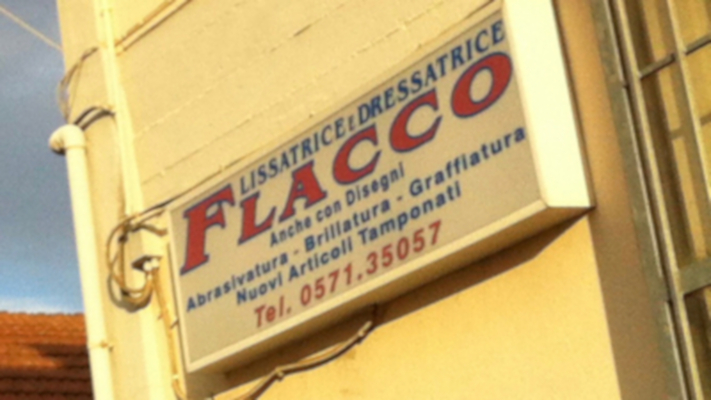 LISSATRICE E DRESSATRICE
FLACCO
Anche con Disegni
Abrasivatura - Brillatura - Graffiatura
Nuovi Articoli Tamponati
Tel. 0571.35057